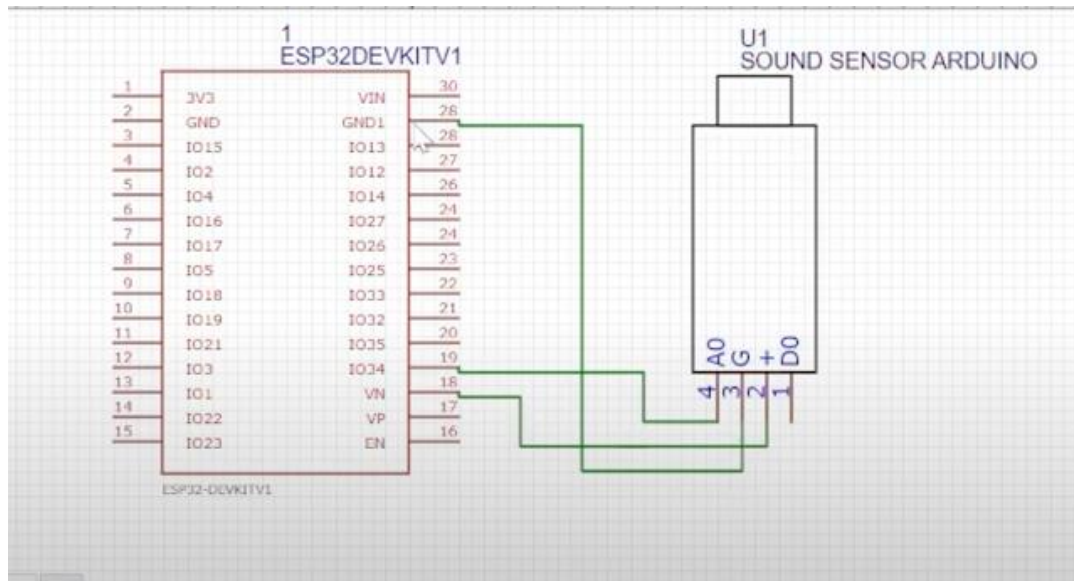 1
ESP32DEVKITV1
U1
SOUND SENSOR ARDUINO
1 3V3 VIN 30
2 GND GND1 28
3 IO15 IO13 28
4 IO2 IO12 27
5 IO4 IO14 26
6 IO16 IO27 24
7 IO17 IO26 24
8 IO5 IO25 23
9 IO18 IO33 22
10 IO19 IO32 21
11 IO21 IO35 20
12 IO3 IO34 19
13 IO1 VN 18
14 IO22 VP 17
15 IO23 EN 16
ESP32-DEVKITV1
A0 G + D0
4 3 2 1